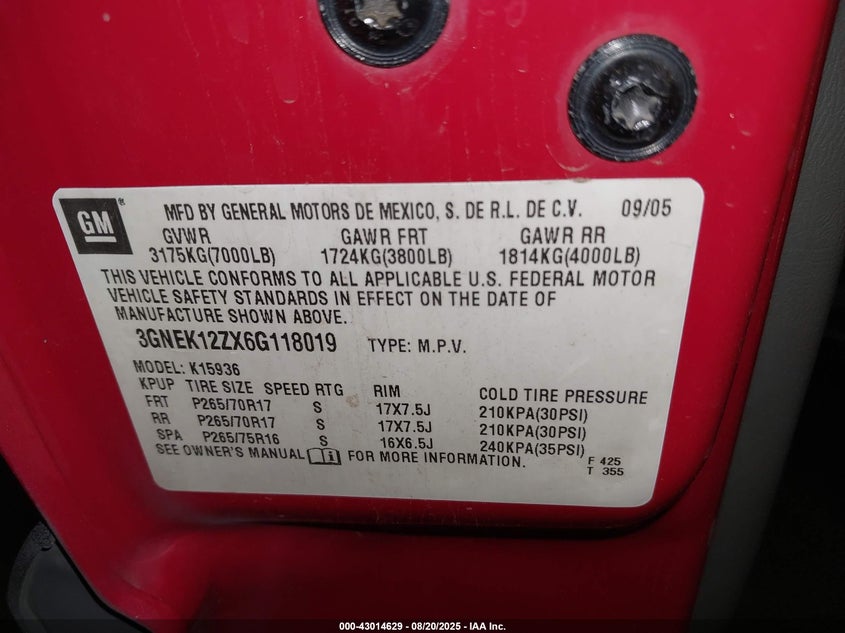 GM
®
MFD BY GENERAL MOTORS DE MEXICO, S. DE R.L. DE C.V. 09/05
GVWR GAWR FRT GAWR RR
3175KG(7000LB) 1724KG(3800LB) 1814KG(4000LB)
THIS VEHICLE CONFORMS TO ALL APPLICABLE U.S. FEDERAL MOTOR
VEHICLE SAFETY STANDARDS IN EFFECT ON THE DATE OF
MANUFACTURE SHOWN ABOVE.
3GNEK12ZX6G118019 TYPE: M.P.V.
MODEL: K15936
KPUP TIRE SIZE SPEED RTG RIM COLD TIRE PRESSURE
FRT P265/70R17 S 17X7.5J 210KPA(30PSI)
RR P265/70R17 S 17X7.5J 210KPA(30PSI)
SPA P265/75R16 S 16X6.5J 240KPA(35PSI)
SEE OWNER'S MANUAL FOR MORE INFORMATION.
F 425
T 355
000-43014629 - 08/20/2025 - IAA Inc.